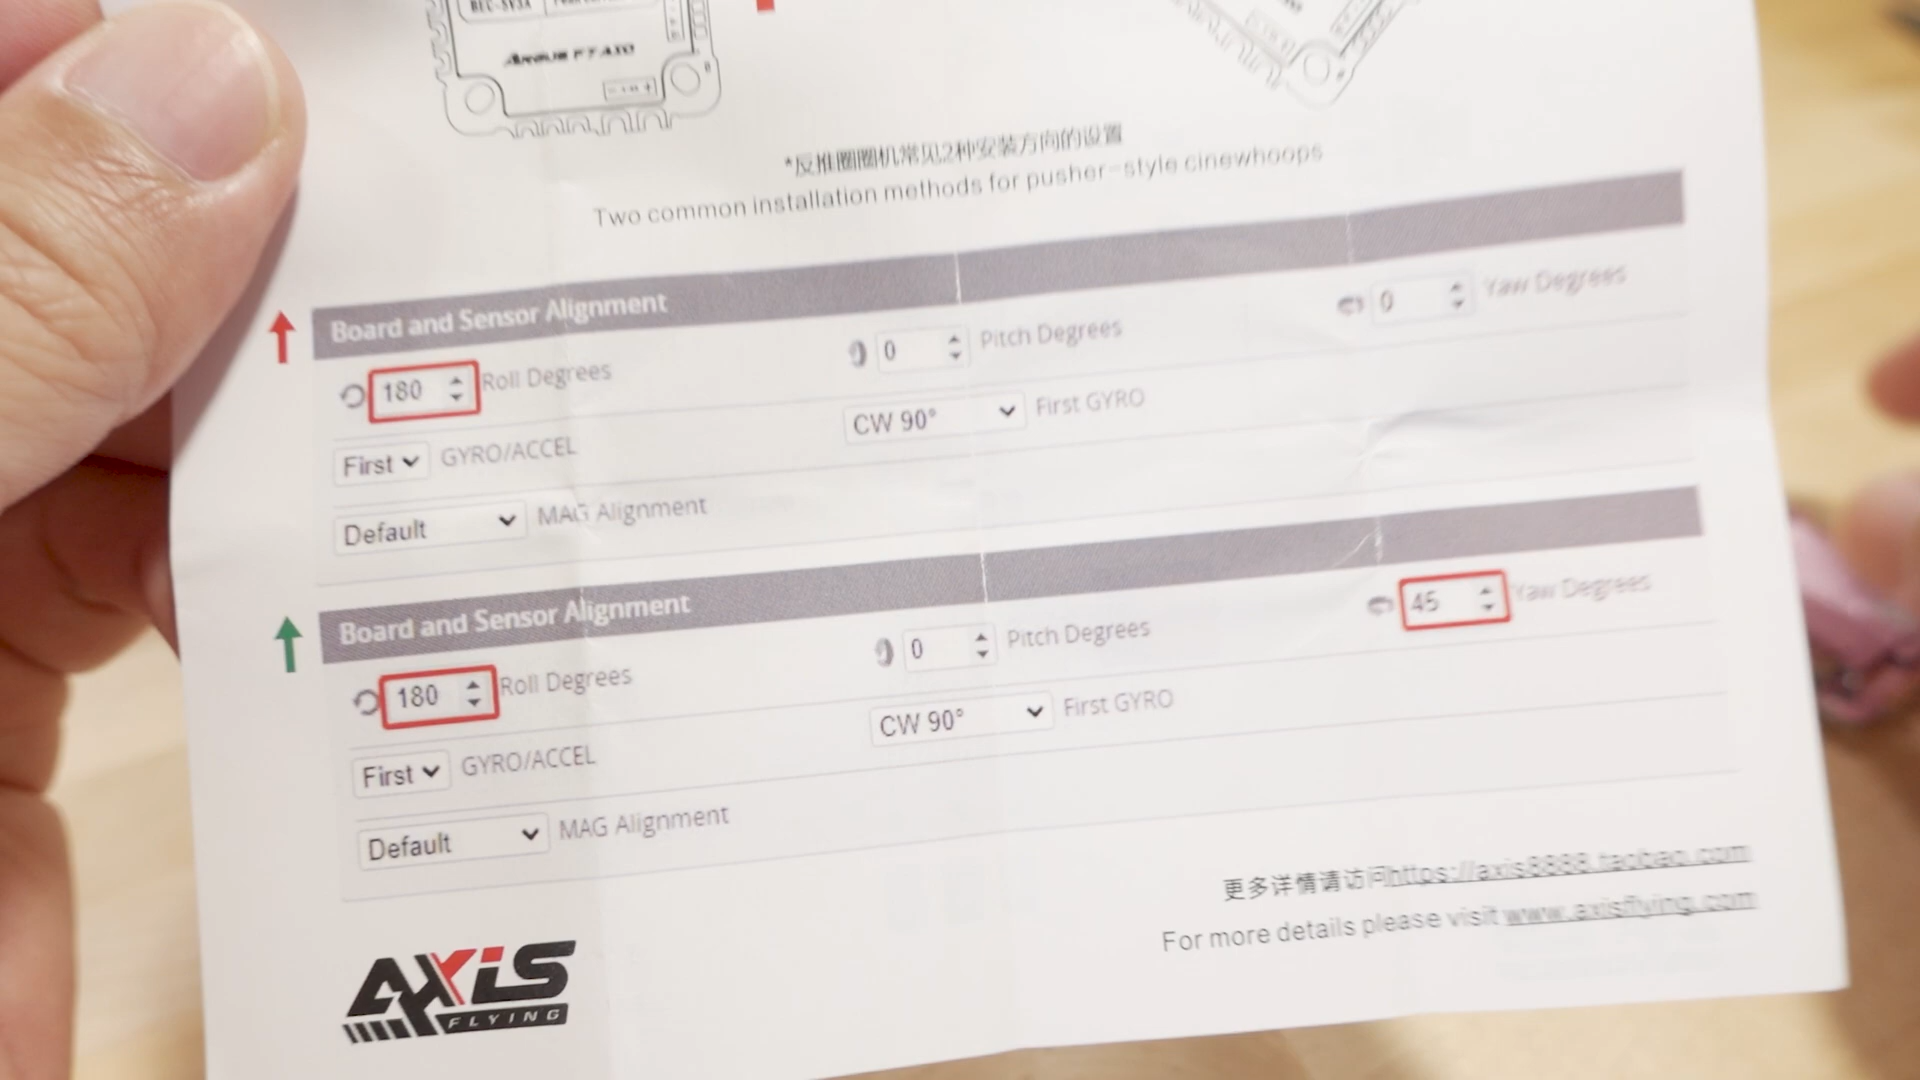 BEC-5V3A
ARGUS F7 AIO
*反推圈圈机常见2种安装方向的设置
Two common installation methods for pusher-style cinewhoops
Board and Sensor Alignment
180 Roll Degrees 0 Pitch Degrees 0 Yaw Degrees
First GYRO/ACCEL CW 90° First GYRO
Default MAG Alignment
Board and Sensor Alignment
180 Roll Degrees 0 Pitch Degrees 45 Yaw Degrees
First GYRO/ACCEL CW 90° First GYRO
Default MAG Alignment
更多详情请访问https://axis8888.taobao.com
For more details please visit www.axisflying.com
AXIS
FLYING